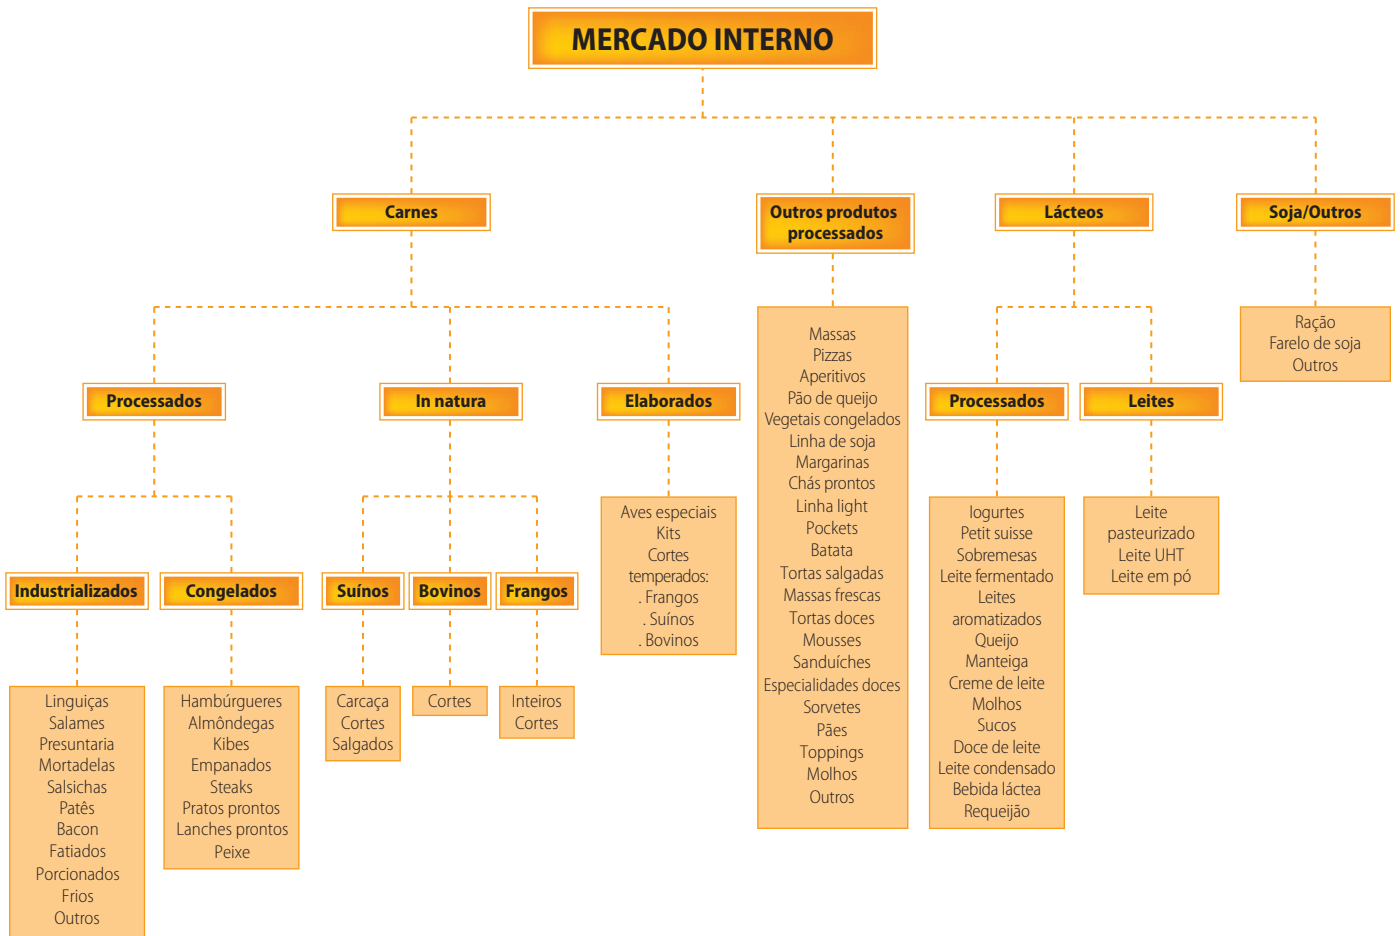 MERCADO INTERNO
Carnes
Outros produtos
processados
Lácteos
Soja/Outros
Processados
In natura
Elaborados
Massas
Pizzas
Aperitivos
Pão de queijo
Vegetais congelados
Linha de soja
Margarinas
Chás prontos
Linha light
Pockets
Batata
Tortas salgadas
Massas frescas
Tortas doces
Mousses
Sanduíches
Especialidades doces
Sorvetes
Pães
Toppings
Molhos
Outros
Processados
Leites
Ração
Farelo de soja
Outros
Industrializados
Congelados
Suínos
Bovinos
Frangos
Aves especiais
Kits
Cortes
temperados:
. Frangos
. Suínos
. Bovinos
Iogurtes
Petit suisse
Sobremesas
Leite fermentado
Leites
aromatizados
Queijo
Manteiga
Creme de leite
Molhos
Sucos
Doce de leite
Leite condensado
Bebida láctea
Requeijão
Leite
pasteurizado
Leite UHT
Leite em pó
Linguiças
Salames
Presuntaria
Mortadelas
Salsichas
Patês
Bacon
Fatiados
Porcionados
Frios
Outros
Hambúrgueres
Almôndegas
Kibes
Empanados
Steaks
Pratos prontos
Lanches prontos
Peixe
Carcaça
Cortes
Salgados
Cortes
Inteiros
Cortes